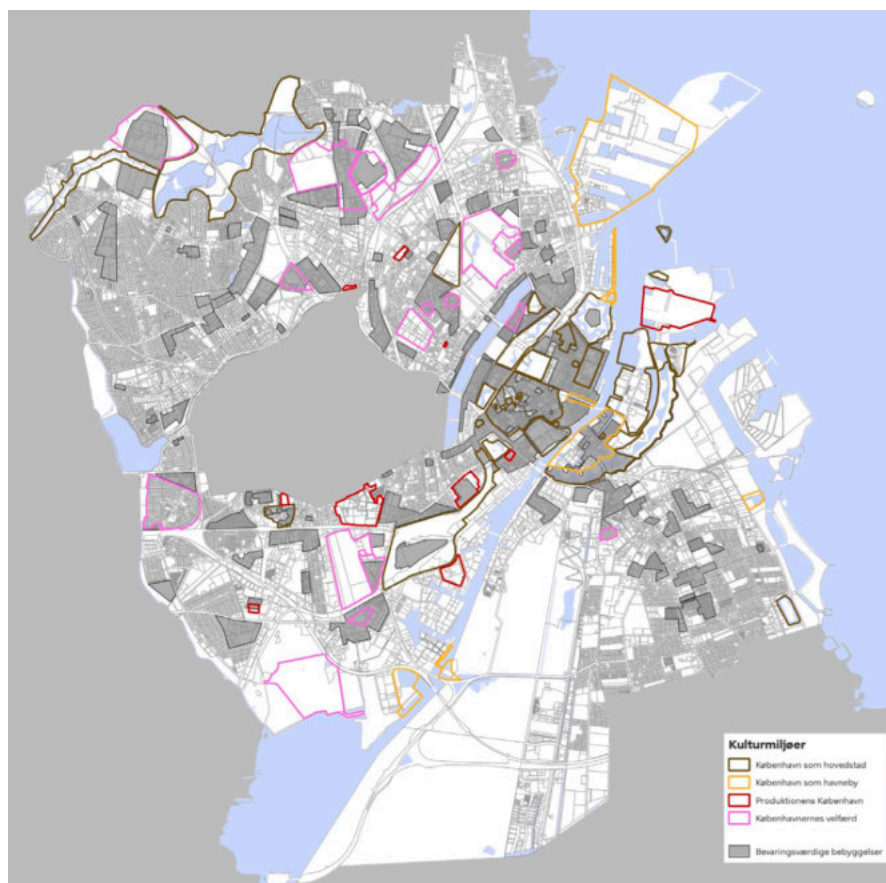 Kulturmiljøer
København som hovedstad
København som havneby
Produktionens København
Københavnernes velfærd
Bevaringsværdige bebyggelser